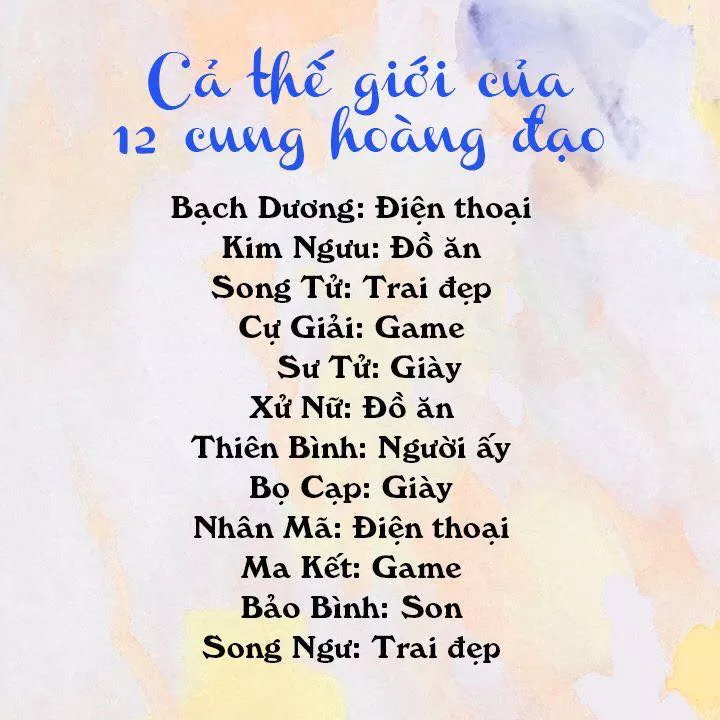 Cả thế giới của
12 cung hoàng đạo
Bạch Dương: Điện thoại
Kim Ngưu: Đồ ăn
Song Tử: Trai đẹp
Cự Giải: Game
Sư Tử: Giày
Xử Nữ: Đồ ăn
Thiên Bình: Người ấy
Bọ Cạp: Giày
Nhân Mã: Điện thoại
Ma Kết: Game
Bảo Bình: Son
Song Ngư: Trai đẹp